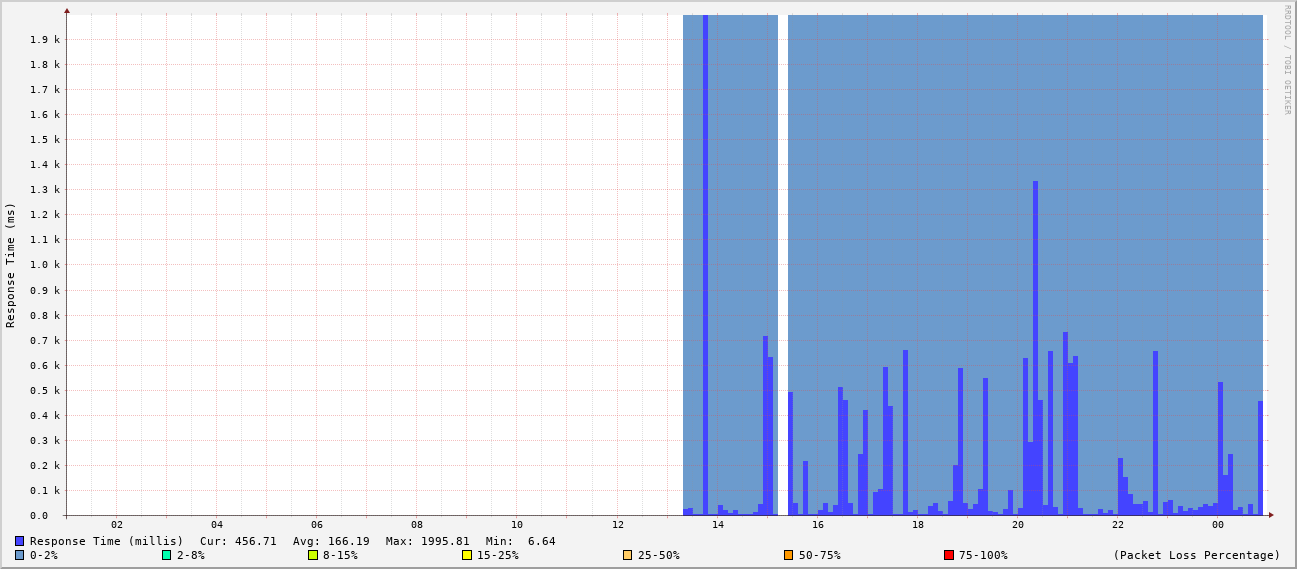 RRDTOOL / TOBI OETIKER
Response Time (ms)
1.9 k
1.8 k
1.7 k
1.6 k
1.5 k
1.4 k
1.3 k
1.2 k
1.1 k
1.0 k
0.9 k
0.8 k
0.7 k
0.6 k
0.5 k
0.4 k
0.3 k
0.2 k
0.1 k
0.0
02 04 06 08 10 12 14 16 18 20 22 00
Response Time (millis) Cur: 456.71 Avg: 166.19 Max: 1995.81 Min: 6.64
0-2% 2-8% 8-15% 15-25% 25-50% 50-75% 75-100% (Packet Loss Percentage)